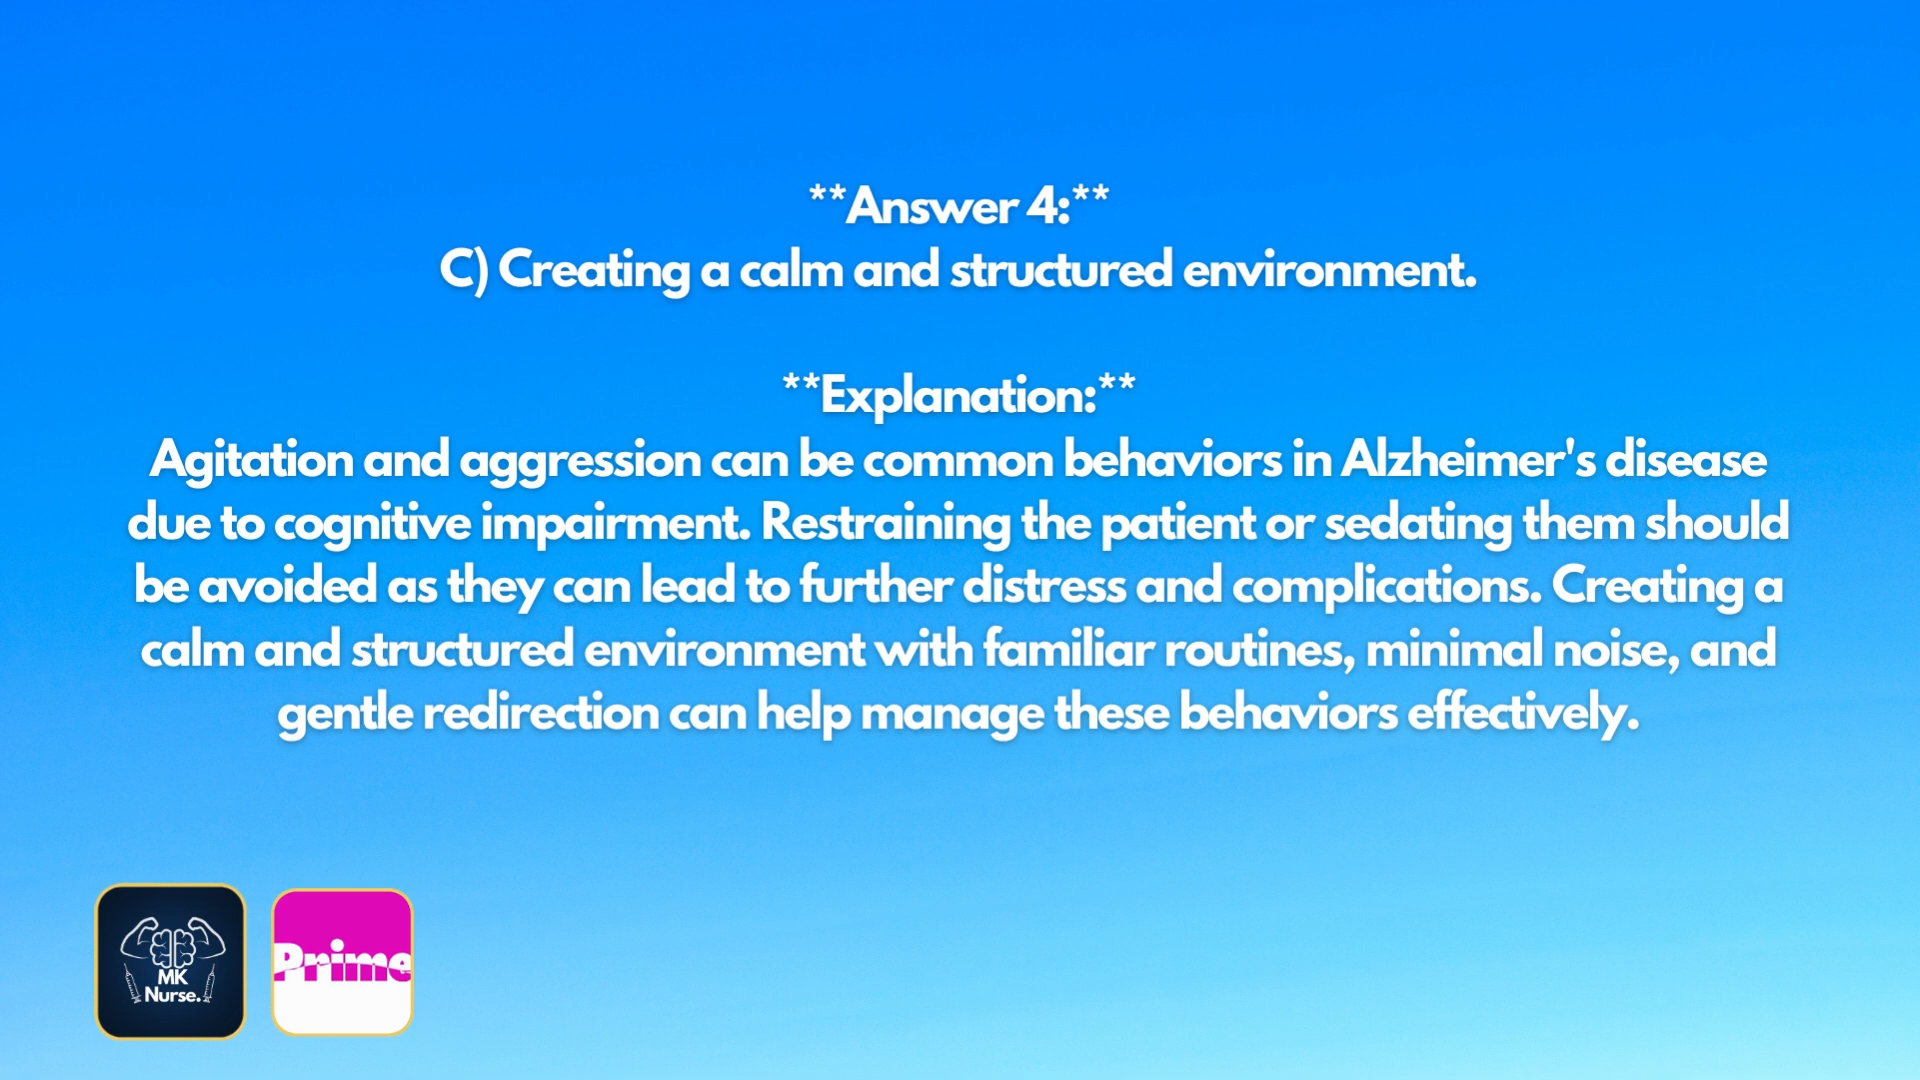 **Answer 4:**
C) Creating a calm and structured environment.
**Explanation:**
Agitation and aggression can be common behaviors in Alzheimer's disease
due to cognitive impairment. Restraining the patient or sedating them should
be avoided as they can lead to further distress and complications. Creating a
calm and structured environment with familiar routines, minimal noise, and
gentle redirection can help manage these behaviors effectively.
MK
Nurse.
Prime